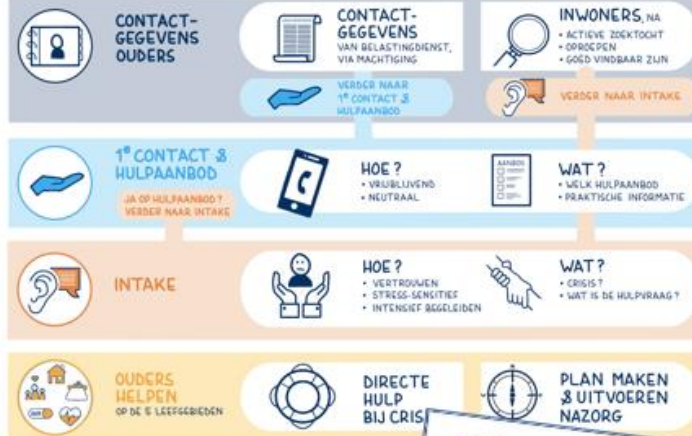 CONTACT-
GEGEVENS
OUDERS
CONTACT-
GEGEVENS
VAN BELASTINGDIENST,
VIA MACHTIGING
INWONERS, NA
• ACTIEVE ZOEKTOCHT
• OPROEPEN
• GOED VINDBAAR ZIJN
VERDER NAAR
1e CONTACT &
HULPAANBOD
VERDER NAAR INTAKE
1e CONTACT &
HULPAANBOD
JA OP HULPAANBOD?
VERDER NAAR INTAKE
HOE?
• VRIJBLIJVEND
• NEUTRAAL
AANBOD
WAT?
• WELK HULPAANBOD
• PRAKTISCHE INFORMATIE
INTAKE
HOE?
• VERTROUWEN
• STRESS-SENSITIEF
• INTENSIEF BEGELEIDEN
WAT?
• CRISIS?
• WAT IS DE HULPVRAAG?
OUDERS
HELPEN
OP DE 5 LEEFGEBIEDEN
DIRECTE
HULP
BIJ CRIS
PLAN MAKEN
& UITVOEREN
NAZORG